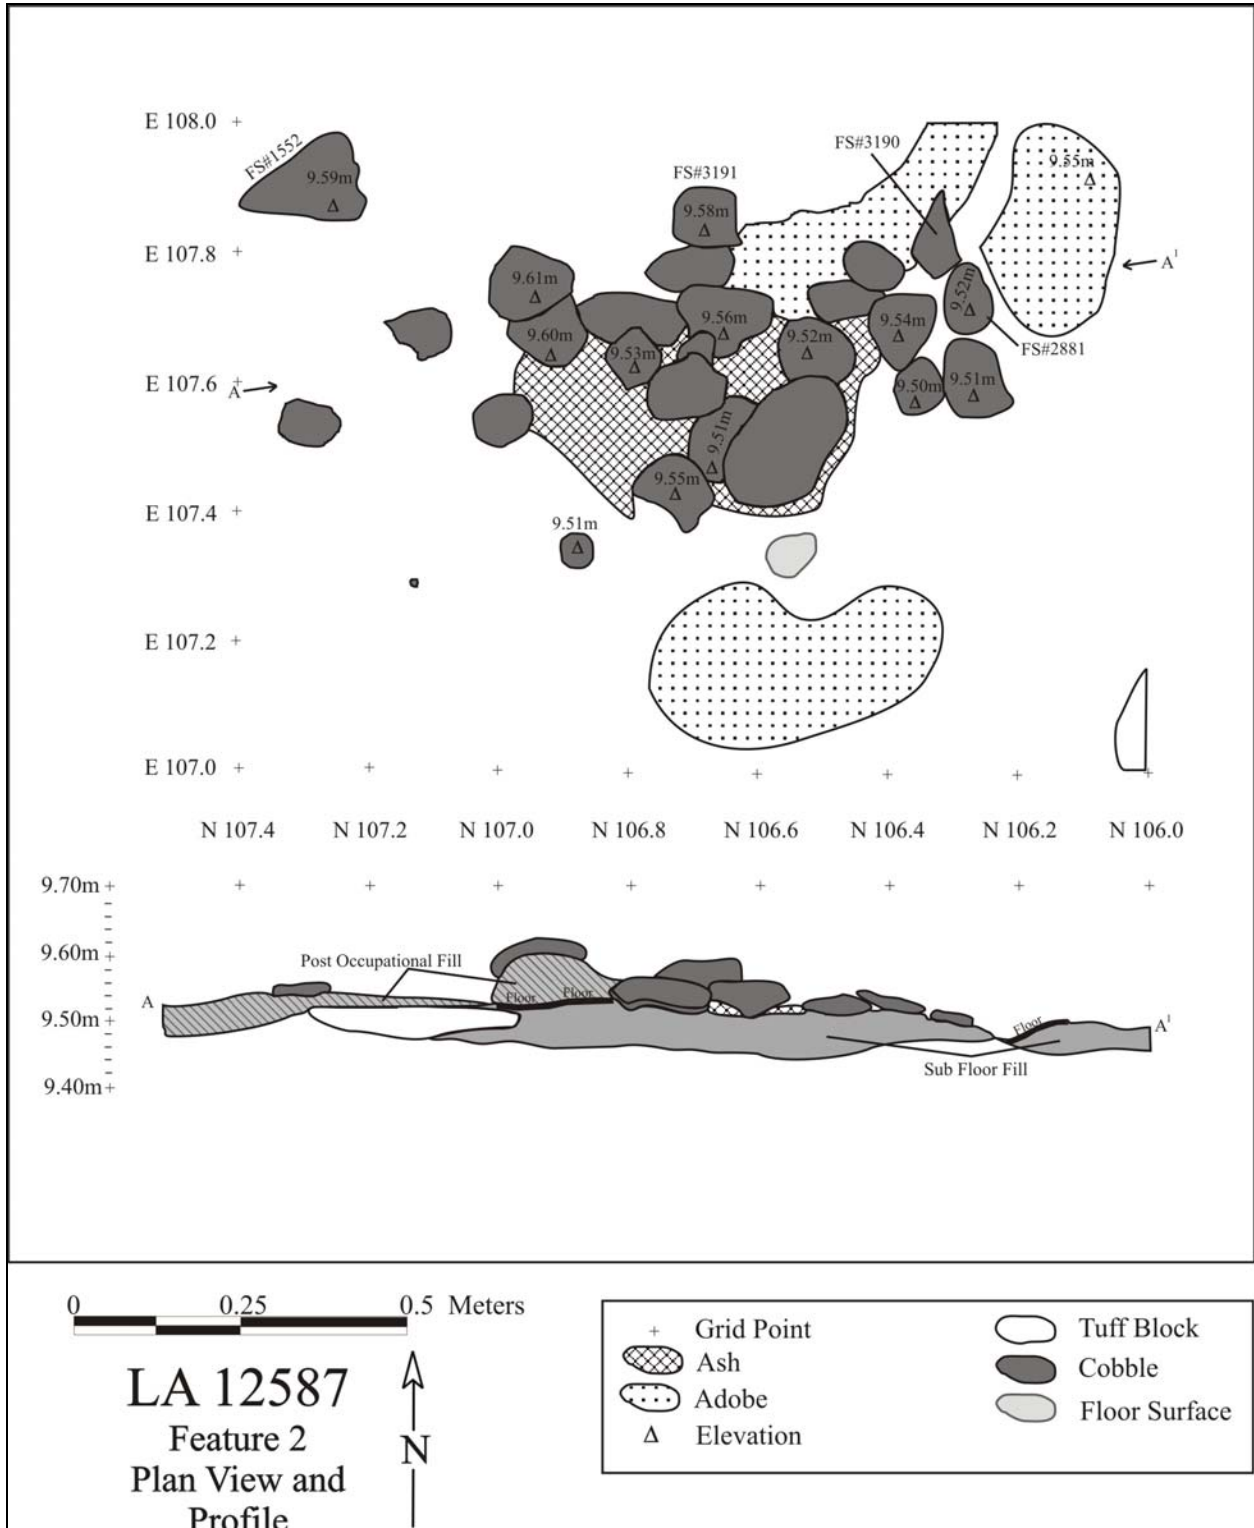 E 108.0
FS#1552
9.59m
FS#3191
9.58m
FS#3190
9.55m
E 107.8
A¹
9.61m
9.60m
9.56m
9.53m
9.52m
9.54m
9.52m
FS#2881
E 107.6
A
9.50m
9.51m
9.51m
9.55m
E 107.4
9.51m
E 107.2
E 107.0
N 107.4 N 107.2 N 107.0 N 106.8 N 106.6 N 106.4 N 106.2 N 106.0
9.70m
9.60m
Post Occupational Fill
A
Floor
Floor
9.50m
Floor
A¹
Sub Floor Fill
9.40m
0 0.25 0.5 Meters
LA 12587
Feature 2
Plan View and
Profile
N
Grid Point
Ash
Adobe
Elevation
Tuff Block
Cobble
Floor Surface